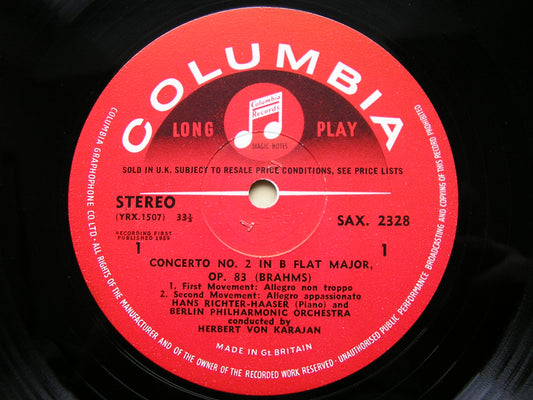 COLUMBIA
Columbia
Records
LONG PLAY
MAGIC NOTES
SOLD IN U.K. SUBJECT TO RESALE PRICE CONDITIONS, SEE PRICE LISTS
STEREO
(YRX.1507) 33⅓
SAX. 2328
RECORDING FIRST
PUBLISHED 1959
1 1
CONCERTO NO. 2 IN B FLAT MAJOR,
OP. 83 (BRAHMS)
1. First Movement: Allegro non troppo
2. Second Movement: Allegro appassionato
HANS RICHTER-HAASER (Piano) and
BERLIN PHILHARMONIC ORCHESTRA
conducted by
HERBERT VON KARAJAN
MADE IN Gt. BRITAIN
COLUMBIA GRAPHOPHONE CO. LTD. - ALL RIGHTS OF THE MANUFACTURER AND OF THE OWNER OF THE RECORDED WORK RESERVED - UNAUTHORISED PUBLIC PERFORMANCE BROADCASTING AND COPYING OF THIS RECORD PROHIBITED